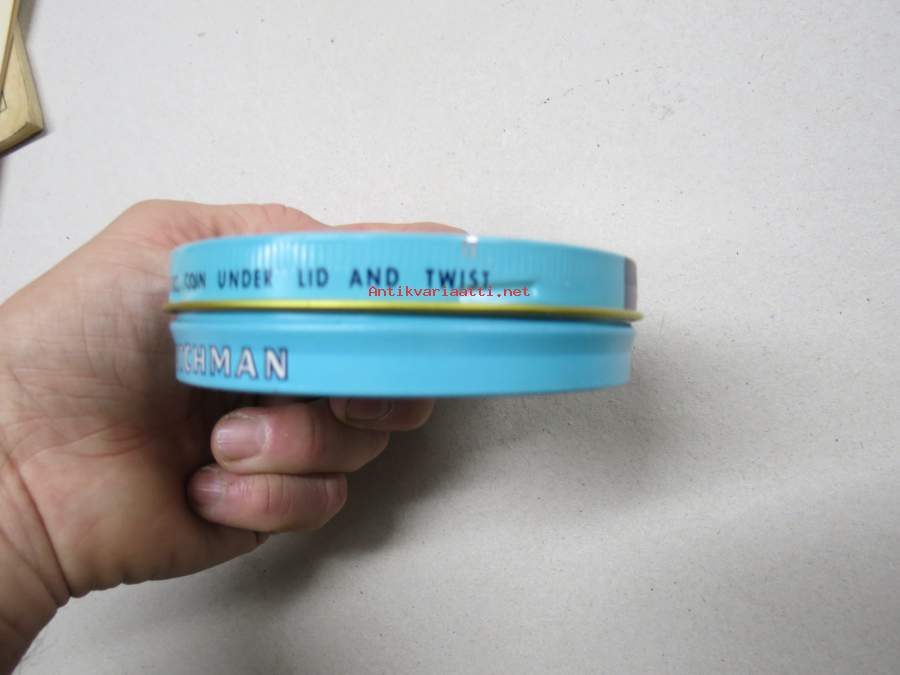 COIN UNDER LID AND TWIST
Antikvariaatti.net
CHMAN